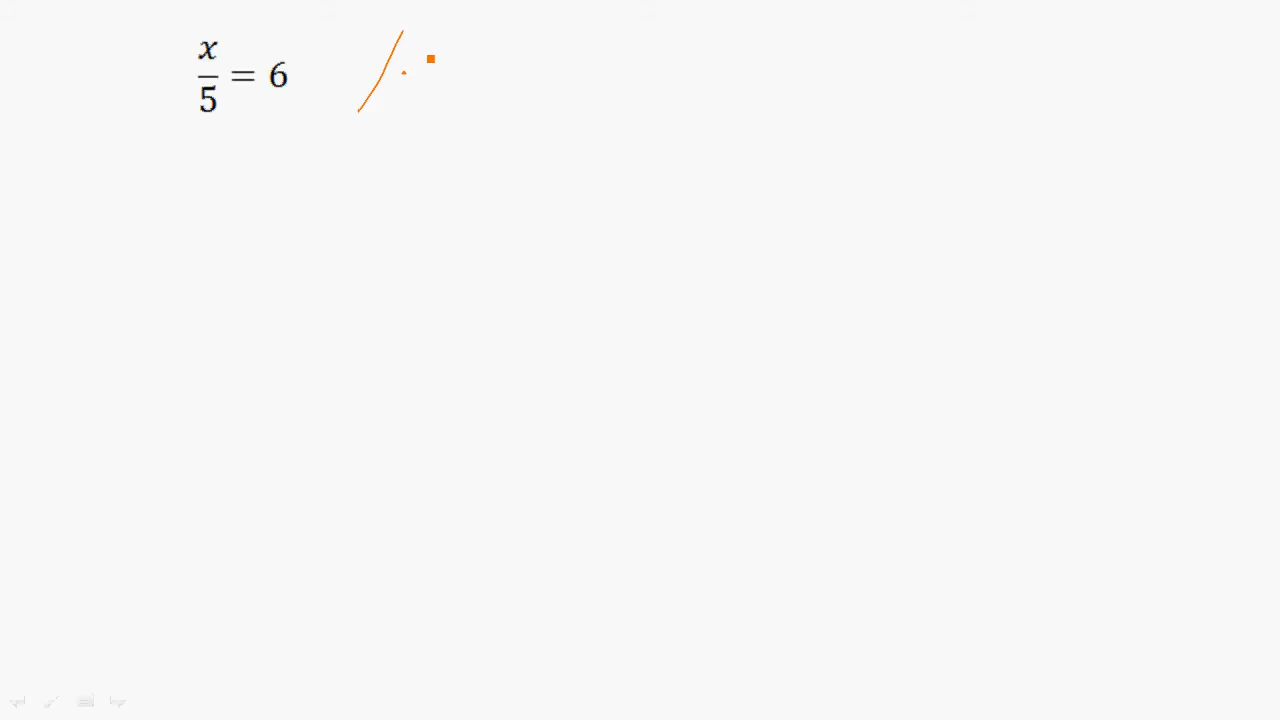 x/5 = 6 / ·